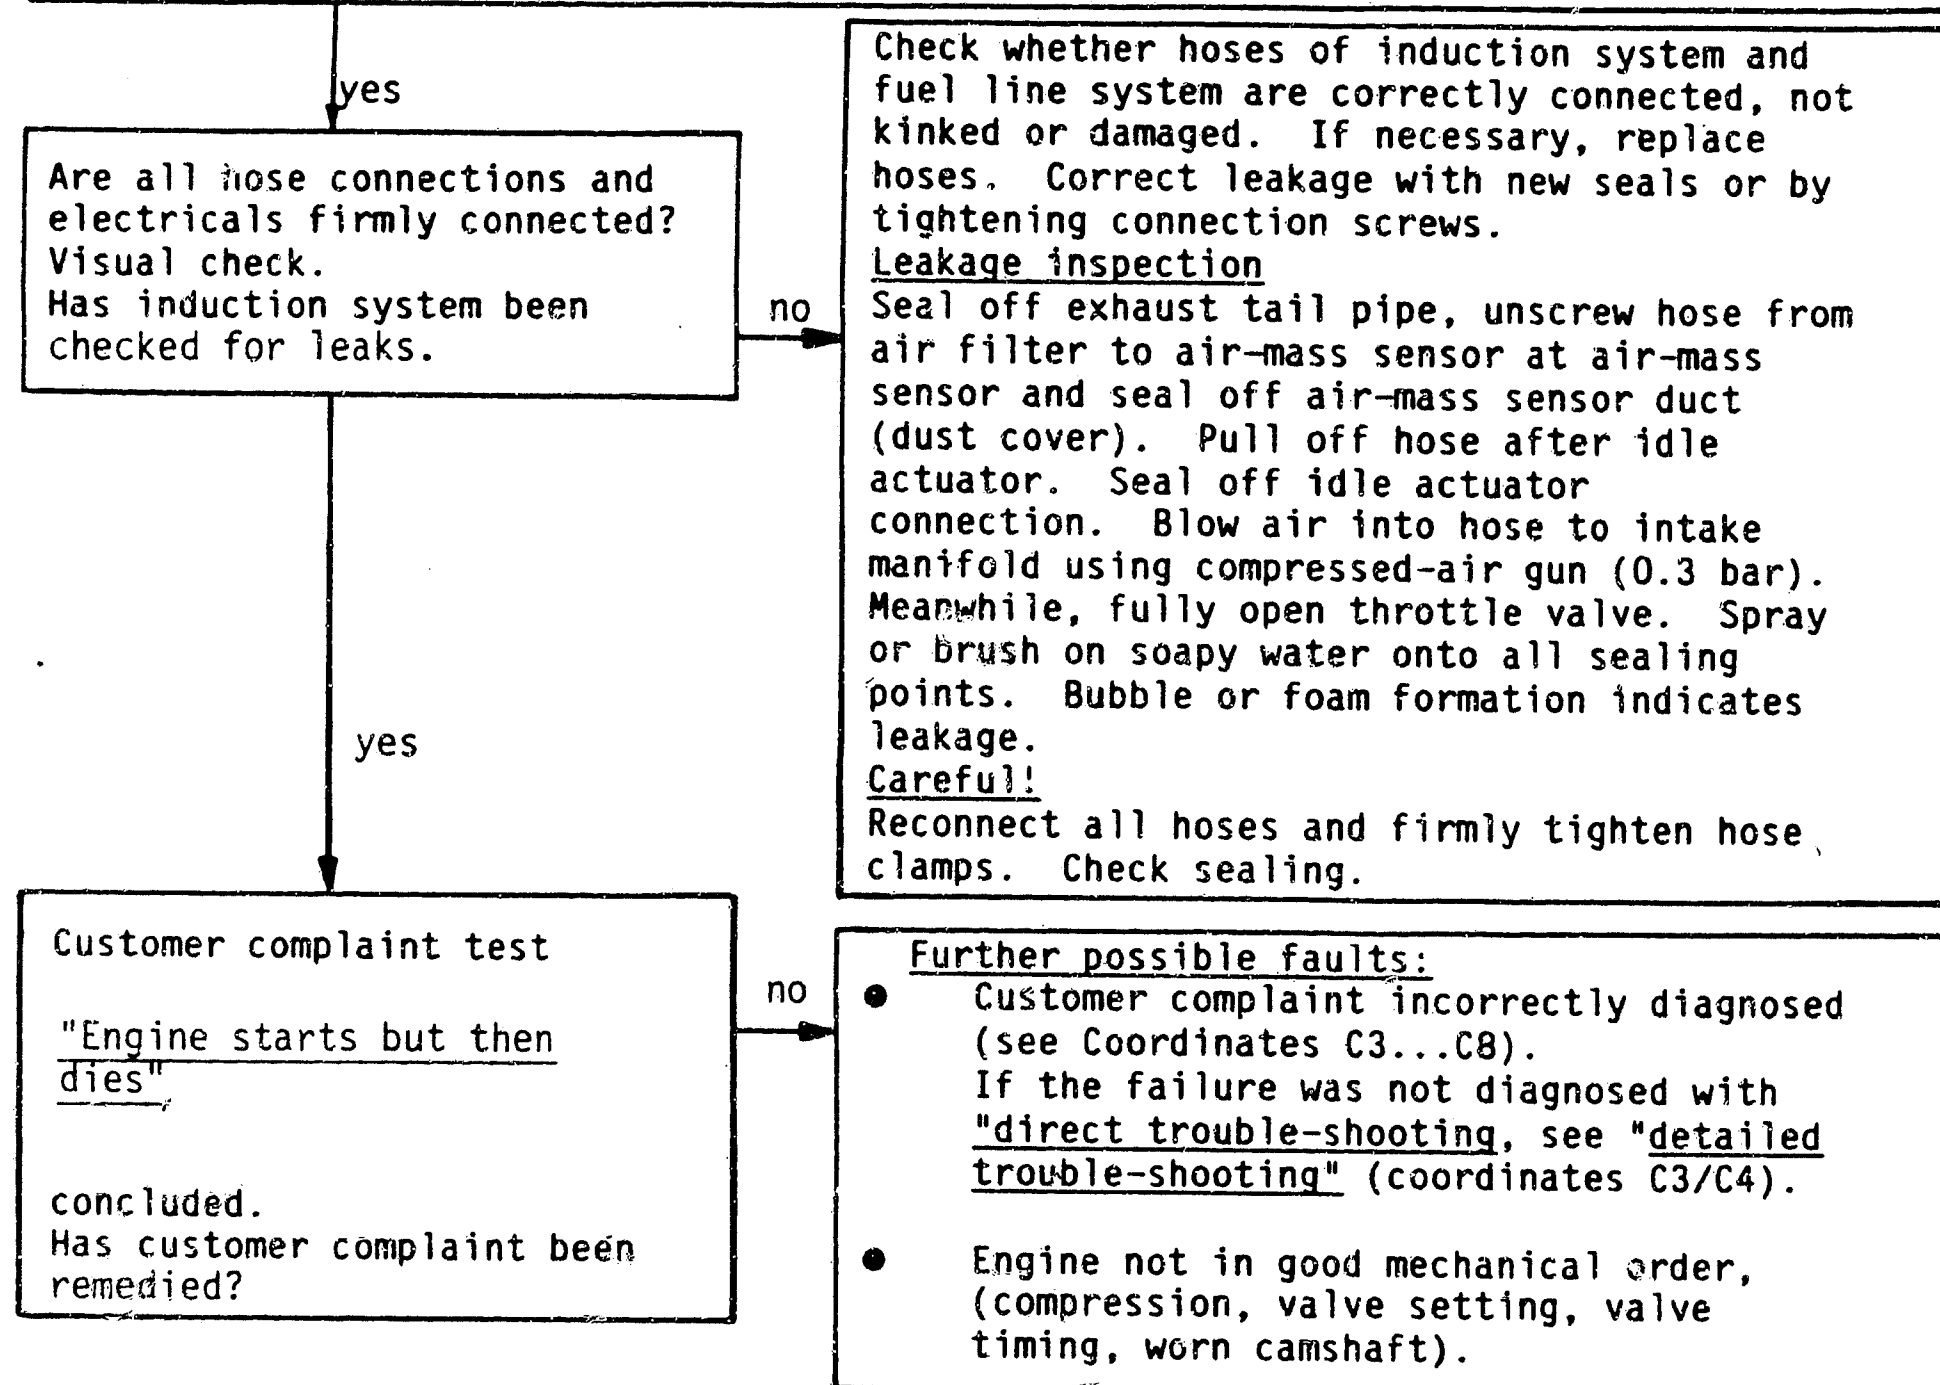 yes
Are all hose connections and
electricals firmly connected?
Visual check.
Has induction system been
checked for leaks.
no
Check whether hoses of induction system and
fuel line system are correctly connected, not
kinked or damaged. If necessary, replace
hoses. Correct leakage with new seals or by
tightening connection screws.
Leakage inspection
Seal off exhaust tail pipe, unscrew hose from
air filter to air-mass sensor at air-mass
sensor and seal off air-mass sensor duct
(dust cover). Pull off hose after idle
actuator. Seal off idle actuator
connection. Blow air into hose to intake
manifold using compressed-air gun (0.3 bar).
Meanwhile, fully open throttle valve. Spray
or brush on soapy water onto all sealing
points. Bubble or foam formation indicates
leakage.
Careful!
Reconnect all hoses and firmly tighten hose
clamps. Check sealing.
yes
Customer complaint test
"Engine starts but then
dies"
concluded.
Has customer complaint been
remedied?
no
Further possible faults:
● Customer complaint incorrectly diagnosed
(see Coordinates C3...C8).
If the failure was not diagnosed with
"direct trouble-shooting, see "detailed
trouble-shooting" (coordinates C3/C4).
● Engine not in good mechanical order,
(compression, valve setting, valve
timing, worn camshaft).